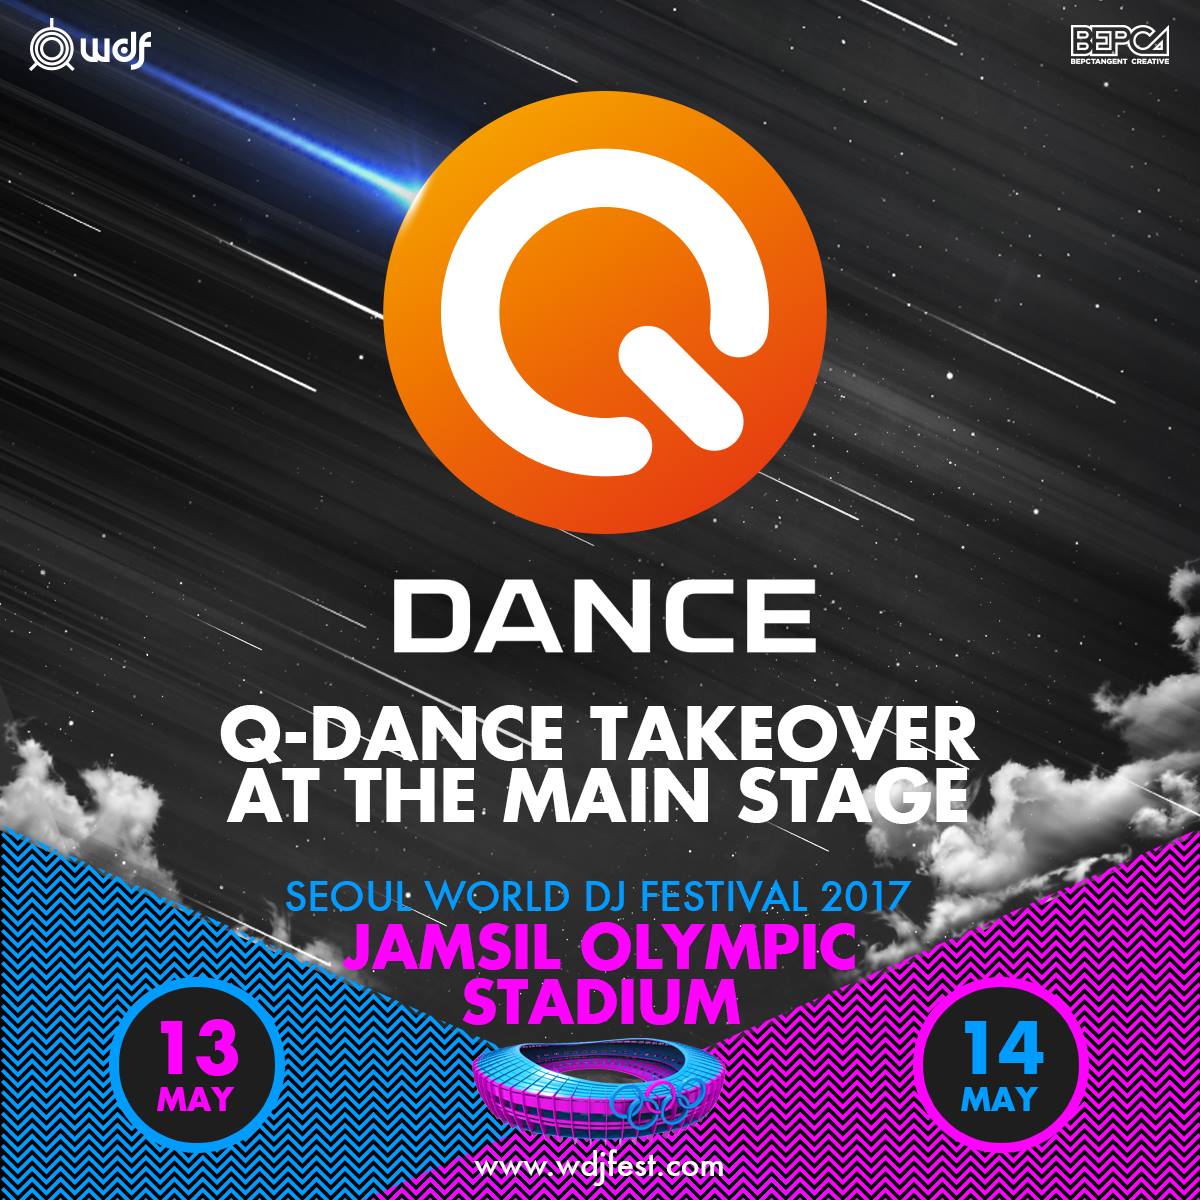 wdf
BEPCA
BEPCTANGENT CREATIVE
Q
DANCE
Q-DANCE TAKEOVER
AT THE MAIN STAGE
SEOUL WORLD DJ FESTIVAL 2017
JAMSIL OLYMPIC
STADIUM
13
MAY
14
MAY
www.wdjfest.com